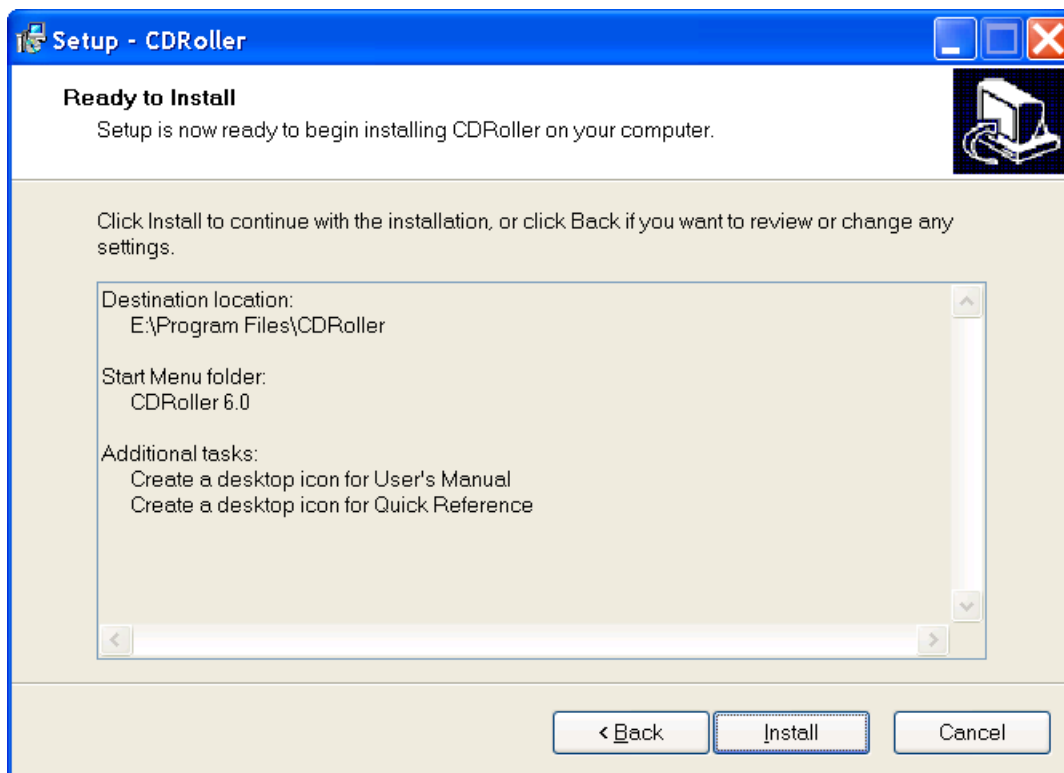 Setup - CDRoller
Ready to Install
Setup is now ready to begin installing CDRoller on your computer.
Click Install to continue with the installation, or click Back if you want to review or change any
settings.
Destination location:
E:\Program Files\CDRoller
Start Menu folder:
CDRoller 6.0
Additional tasks:
Create a desktop icon for User's Manual
Create a desktop icon for Quick Reference
< Back Install Cancel